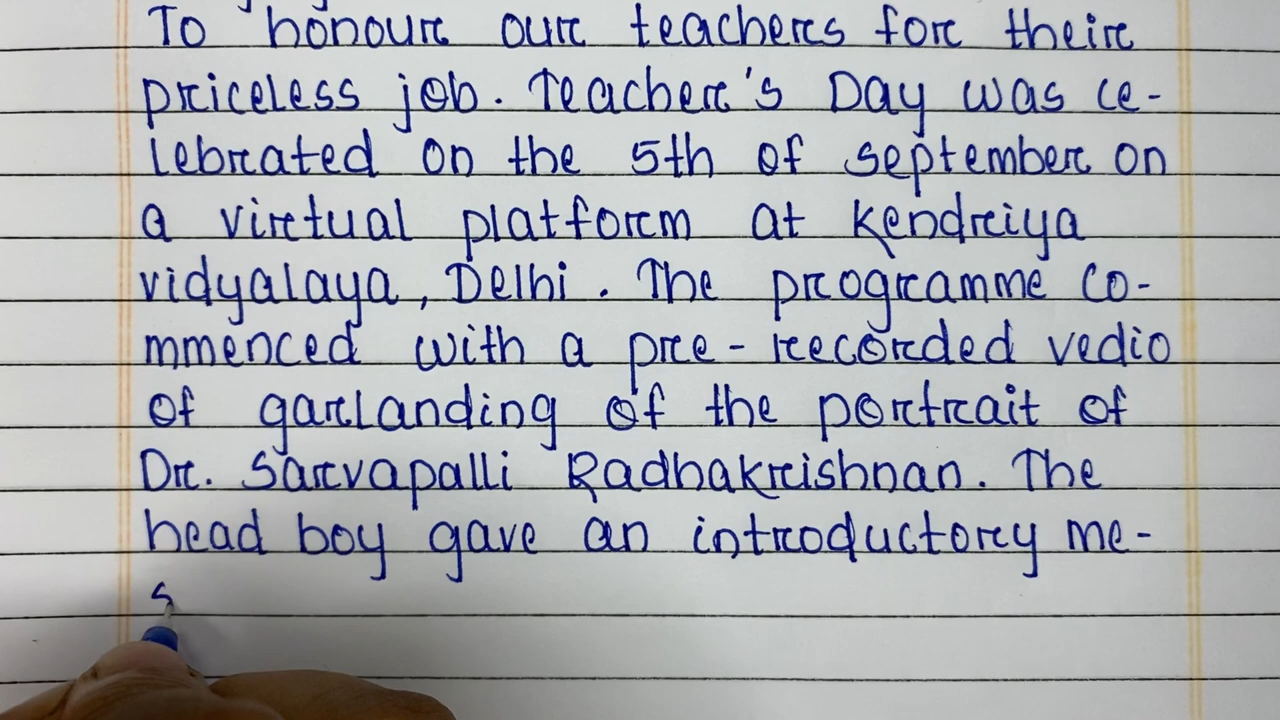 To honour our teachers for their
priceless job. Teacher's Day was ce-
lebrated on the 5th of september on
a virtual platform at Kendriya
vidyalaya, Delhi. The programme co-
mmenced with a pre-recorded vedio
of garlanding of the portrait of
Dr. Sarvapalli Radhakrishnan. The
head boy gave an introductory me-
s